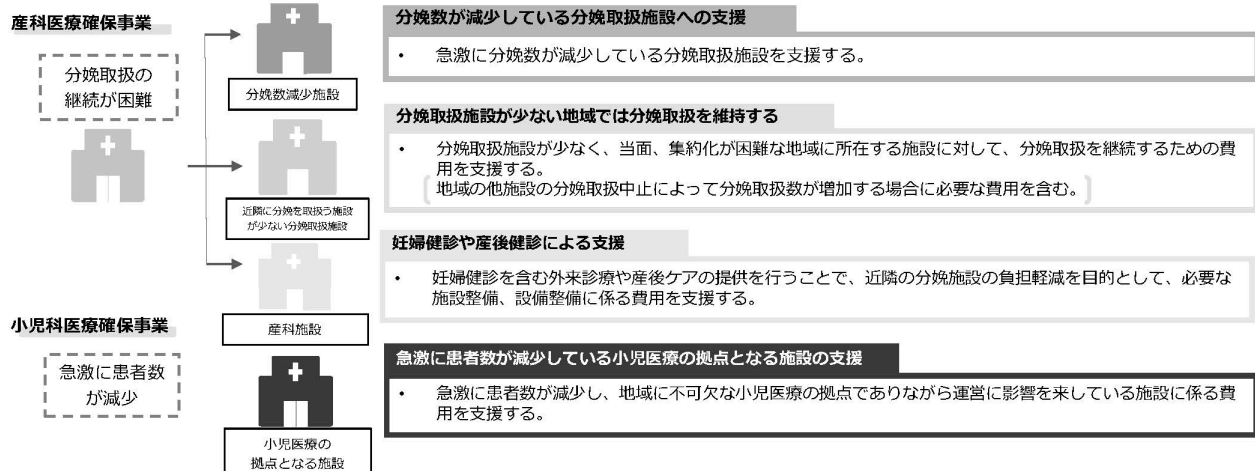 産科医療確保事業
分娩取扱の
継続が困難
分娩数減少施設
近隣に分娩を取扱う施設
が少ない分娩取扱施設
産科施設
分娩数が減少している分娩取扱施設への支援
• 急激に分娩数が減少している分娩取扱施設を支援する。
分娩取扱施設が少ない地域では分娩取扱を維持する
• 分娩取扱施設が少なく、当面、集約化が困難な地域に所在する施設に対して、分娩取扱を継続するための費
用を支援する。
地域の他施設の分娩取扱中止によって分娩取扱数が増加する場合に必要な費用を含む。
妊婦健診や産後健診による支援
• 妊婦健診を含む外来診療や産後ケアの提供を行うことで、近隣の分娩施設の負担軽減を目的として、必要な
施設整備、設備整備に係る費用を支援する。
小児科医療確保事業
急激に患者数
が減少
小児医療の
拠点となる施設
急激に患者数が減少している小児医療の拠点となる施設の支援
• 急激に患者数が減少し、地域に不可欠な小児医療の拠点でありながら運営に影響を来している施設に係る費
用を支援する。